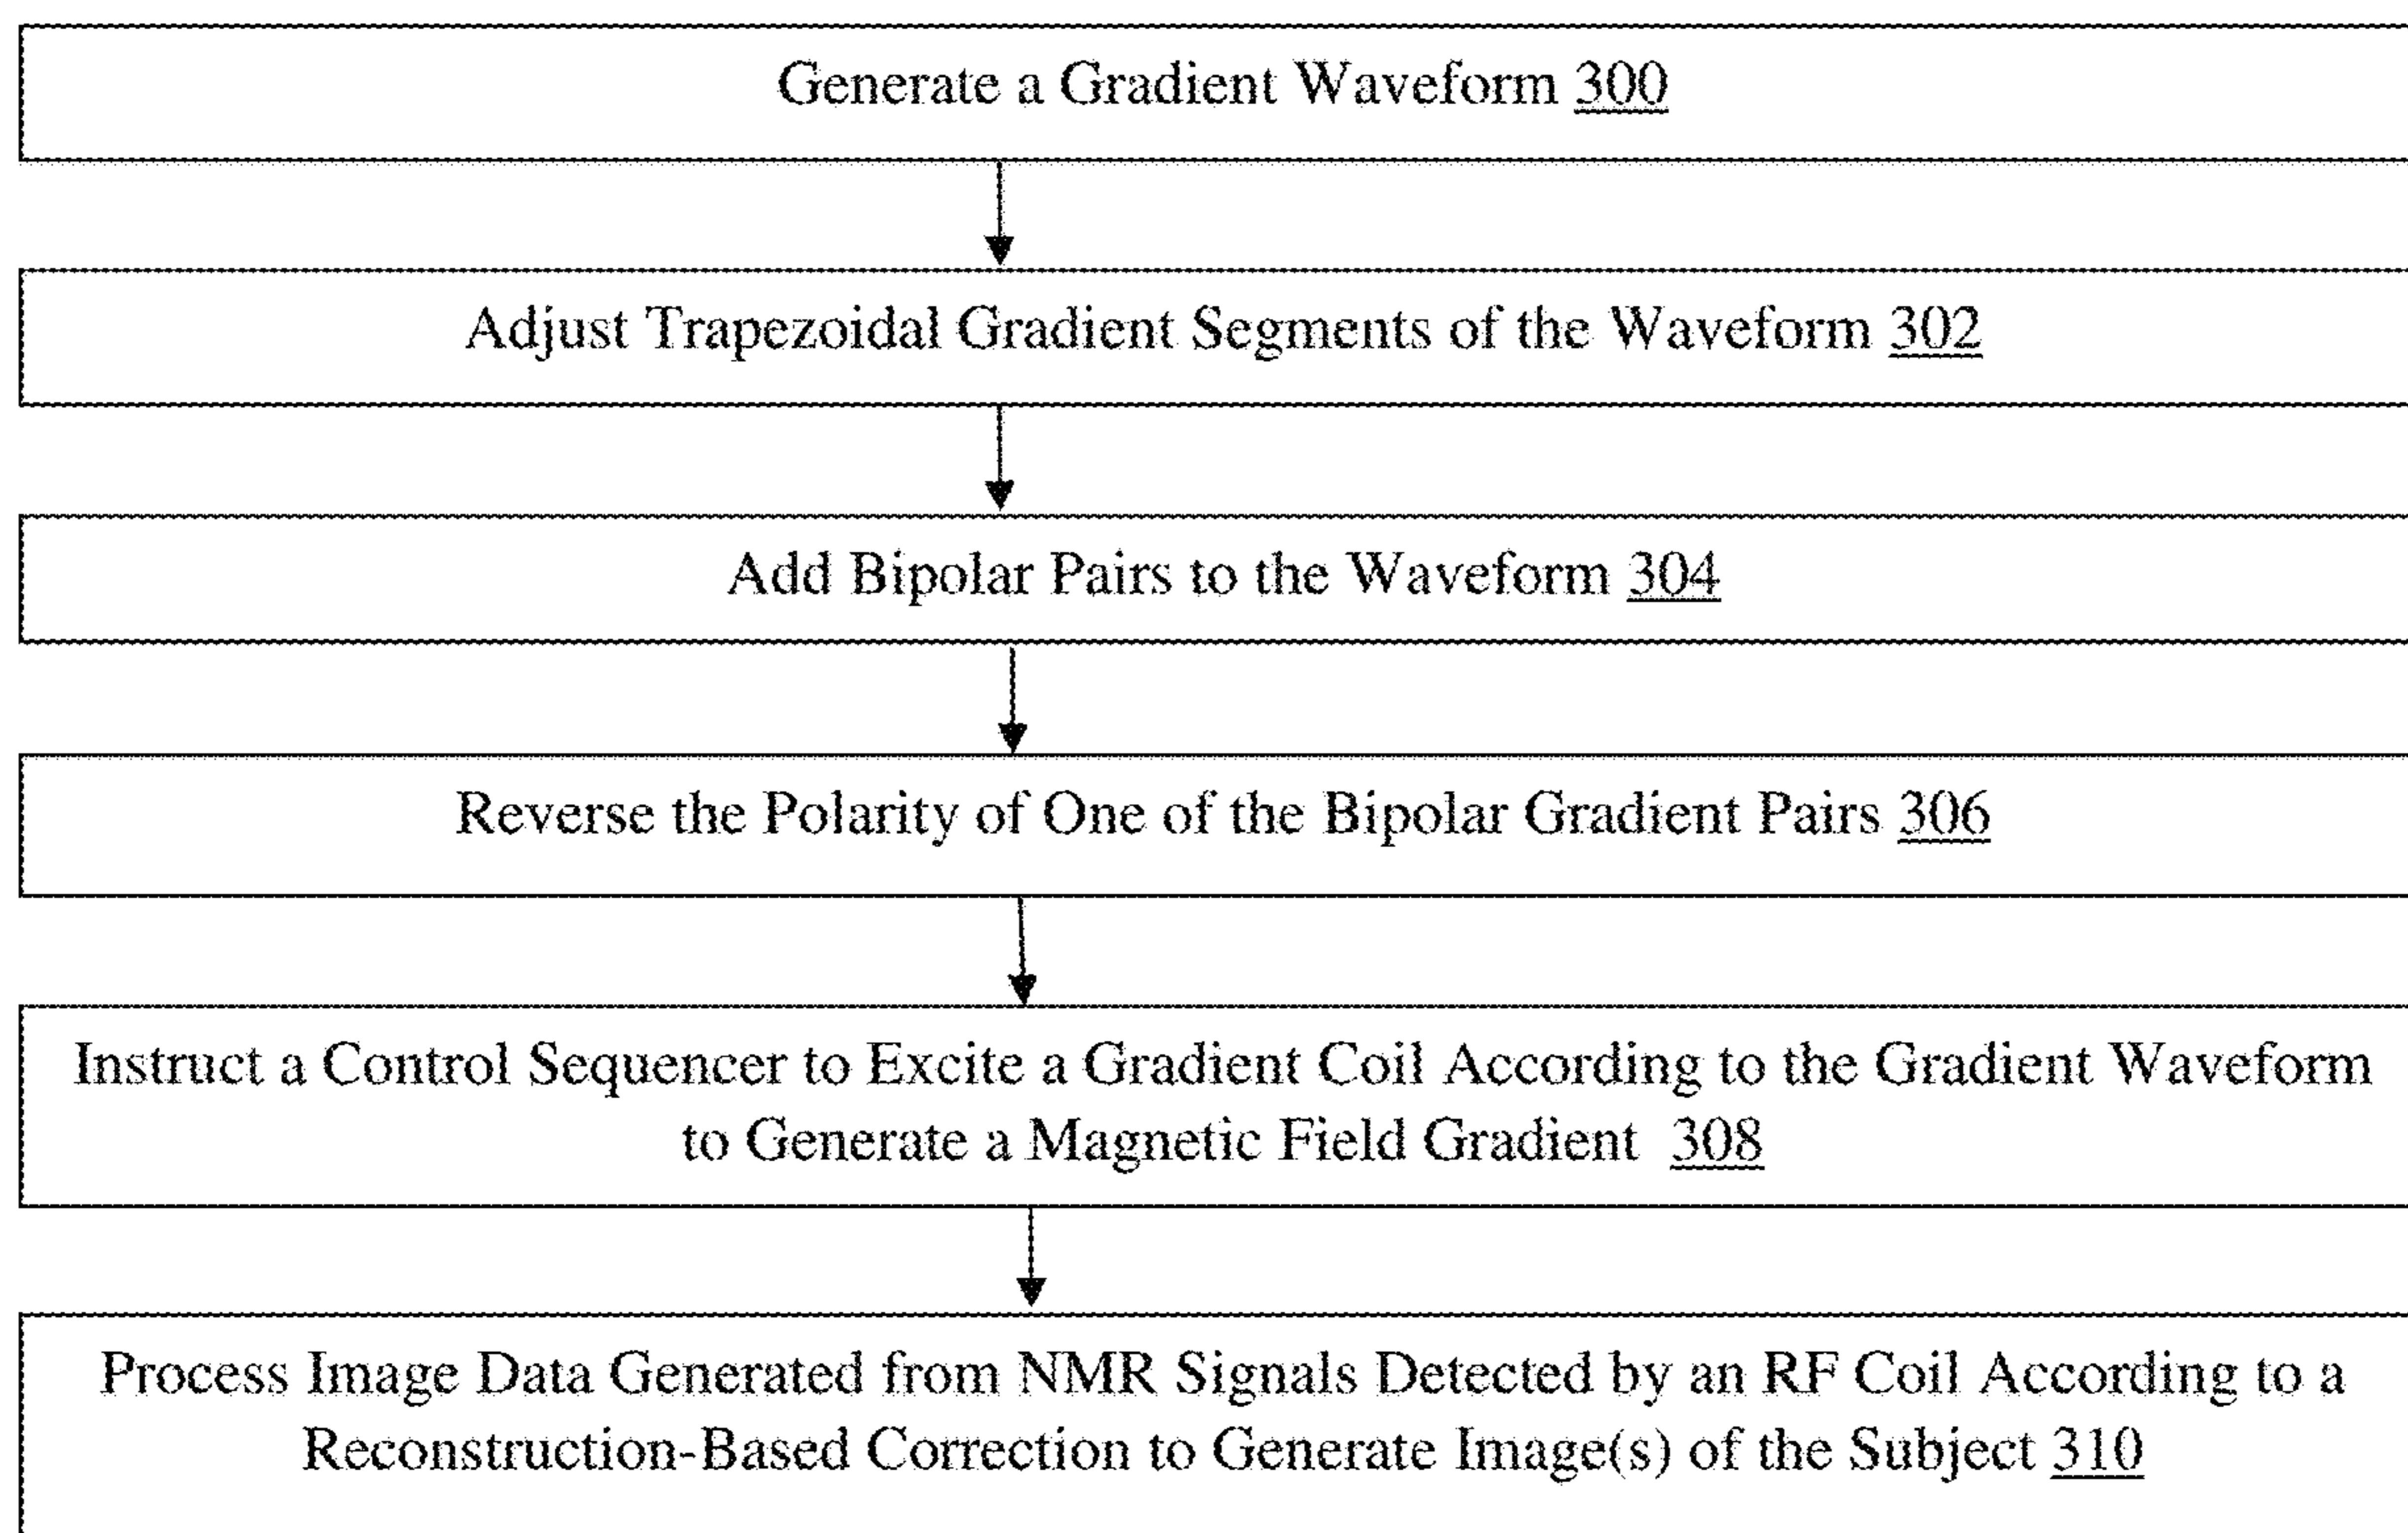 Generate a Gradient Waveform 300
Adjust Trapezoidal Gradient Segments of the Waveform 302
Add Bipolar Pairs to the Waveform 304
Reverse the Polarity of One of the Bipolar Gradient Pairs 306
Instruct a Control Sequencer to Excite a Gradient Coil According to the Gradient Waveform
to Generate a Magnetic Field Gradient 308
Process Image Data Generated from NMR Signals Detected by an RF Coil According to a
Reconstruction-Based Correction to Generate Image(s) of the Subject 310